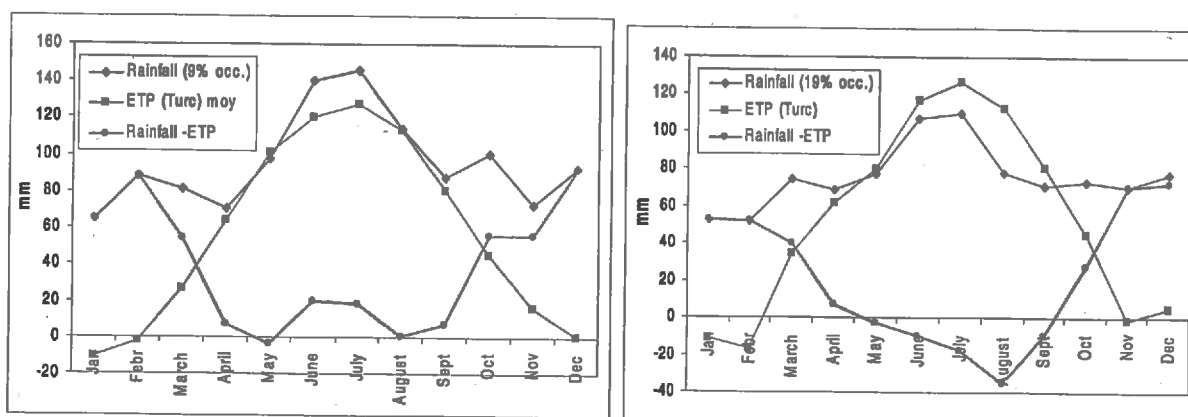 160
140
120
100
80
60
40
20
0
-20
mm
Rainfall (9% occ.)
ETP (Turc) moy
Rainfall -ETP
Jan
Febr
March
April
May
June
July
August
Sept
Oct
Nov
Dec
140
120
100
80
60
40
20
0
-20
-40
mm
Rainfall (19% occ.)
ETP (Turc)
Rainfall -ETP
Jan
Febr
March
April
May
June
July
August
Sept
Oct
Nov
Dec